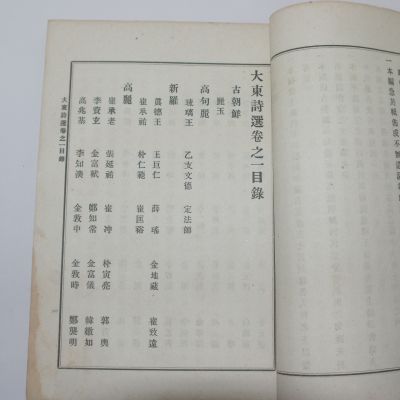 大東詩選卷之一目錄
古朝鮮
麗玉
高句麗
琉璃王　乙支文德　定法師
新羅
眞德王　王巨仁　薛瑤　金地藏　崔致遠
崔承祐　朴仁範　崔匡裕
高麗
崔承老　張延祐　崔冲　朴寅亮　郭輿
李資玄　金富軾　鄭知常　金富儀　韓皦如
高兆基　李知深　金敦中　金敦時　鄭襲明
大東詩選卷之一目錄